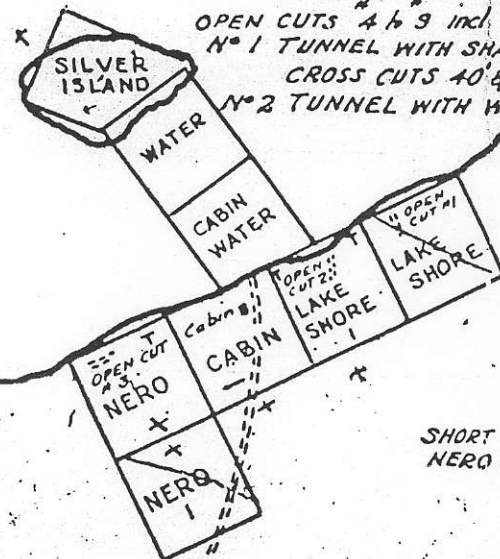 OPEN CUTS 4 to 9 incl
No 1 TUNNEL WITH
CROSS CUTS 40'
No 2 TUNNEL WITH
SILVER
ISLAND
WATER
CABIN
WATER
"OPEN
CUT #1
LAKE
SHORE
OPEN
CUT 2
LAKE
SHORE
1
Cabin
CABIN
OPEN CUT
#3
NERO
NERO
1
SHORT
NERO